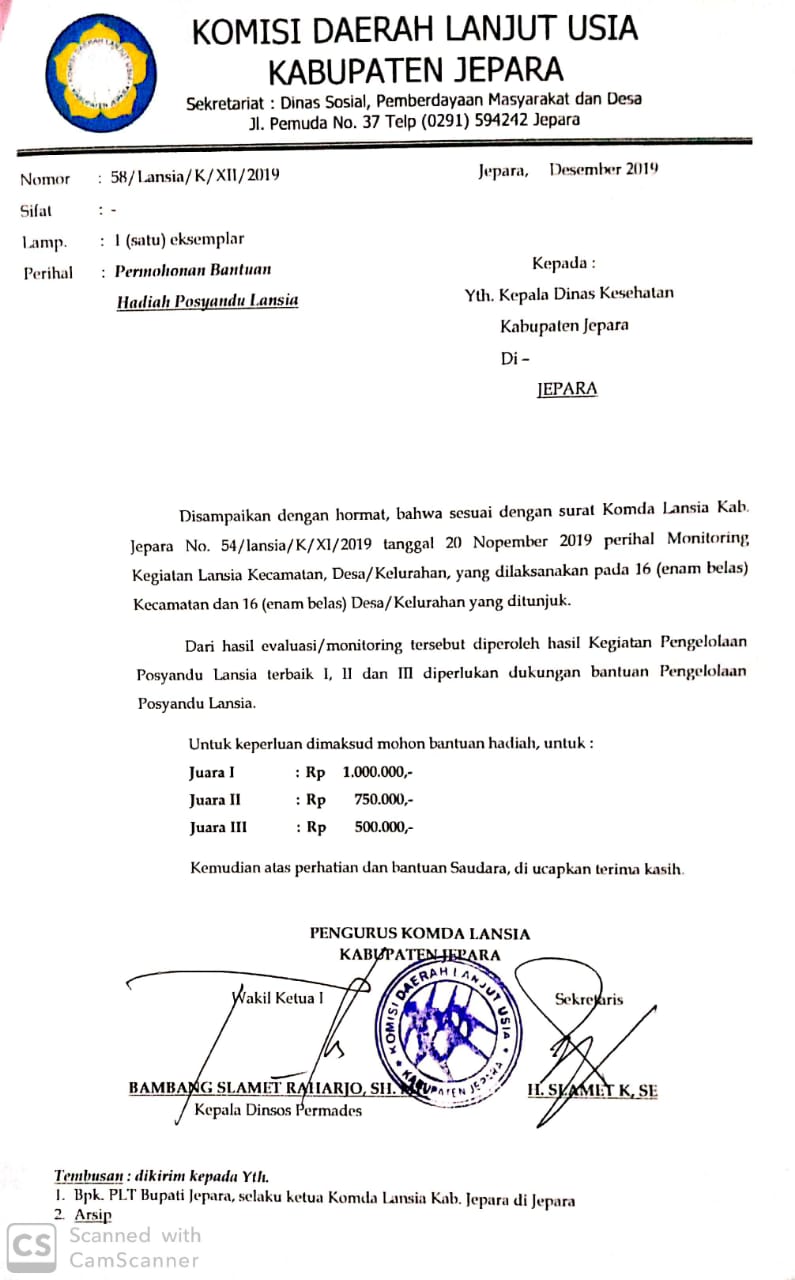 KOMISI DAERAH LANJUT USIA
KABUPATEN JEPARA
Sekretariat : Dinas Sosial, Pemberdayaan Masyarakat dan Desa
Jl. Pemuda No. 37 Telp (0291) 594242 Jepara
Nomor : 58/Lansia/K/XII/2019
Jepara, Desember 2019
Sifat : -
Lamp. : 1 (satu) eksemplar
Perihal : Permohonan Bantuan
Hadiah Posyandu Lansia
Kepada :
Yth. Kepala Dinas Kesehatan
Kabupaten Jepara
Di –
JEPARA
Disampaikan dengan hormat, bahwa sesuai dengan surat Komda Lansia Kab.
Jepara No. 54/lansia/K/XI/2019 tanggal 20 Nopember 2019 perihal Monitoring
Kegiatan Lansia Kecamatan, Desa/Kelurahan, yang dilaksanakan pada 16 (enam belas)
Kecamatan dan 16 (enam belas) Desa/Kelurahan yang ditunjuk.
Dari hasil evaluasi/monitoring tersebut diperoleh hasil Kegiatan Pengelolaan
Posyandu Lansia terbaik I, II dan III diperlukan dukungan bantuan Pengelolaan
Posyandu Lansia.
Untuk keperluan dimaksud mohon bantuan hadiah, untuk :
Juara I : Rp 1.000.000,-
Juara II : Rp 750.000,-
Juara III : Rp 500.000,-
Kemudian atas perhatian dan bantuan Saudara, di ucapkan terima kasih.
PENGURUS KOMDA LANSIA
KABUPATEN JEPARA
Wakil Ketua I
Sekretaris
KOMISI DAERAH LANJUT USIA
KABUPATEN JEPARA
BAMBANG SLAMET RAHARJO, SH.
H. SLAMET K, SE
Kepala Dinsos Permades
Tembusan : dikirim kepada Yth.
1. Bpk. PLT Bupati Jepara, selaku ketua Komda Lansia Kab. Jepara di Jepara
2. Arsip
CS
Scanned with
CamScanner